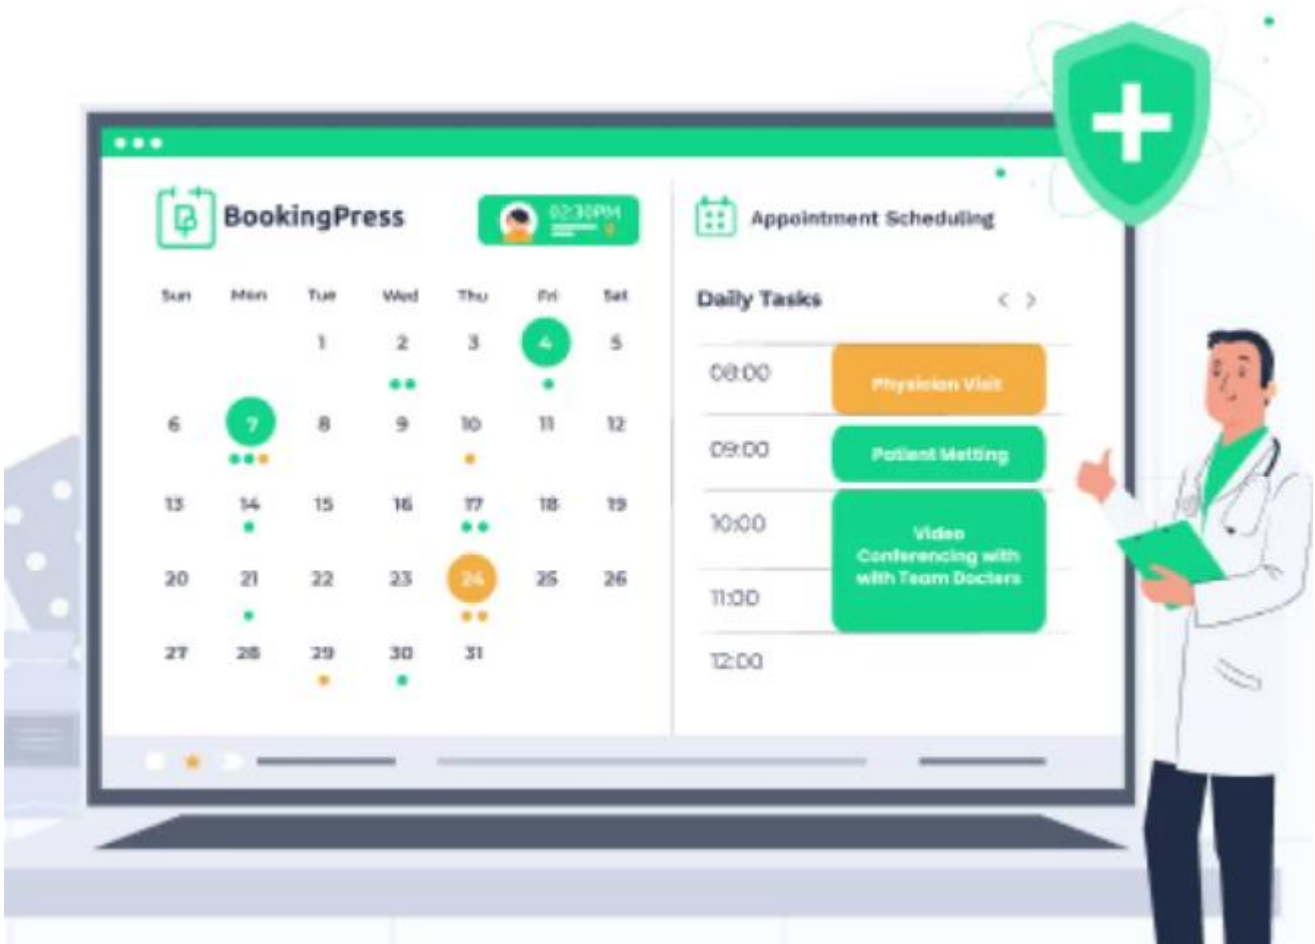 BookingPress
02:30PM
Sun Mon Tue Wed Thu Fri Sat
1 2 3 4 5
6 7 8 9 10 11 12
13 14 15 16 17 18 19
20 21 22 23 24 25 26
27 28 29 30 31
Appointment Scheduling
Daily Tasks < >
08:00 Physician Visit
09:00 Patient Metting
10:00
Video
Conferencing with
with Team Docters
11:00
12:00